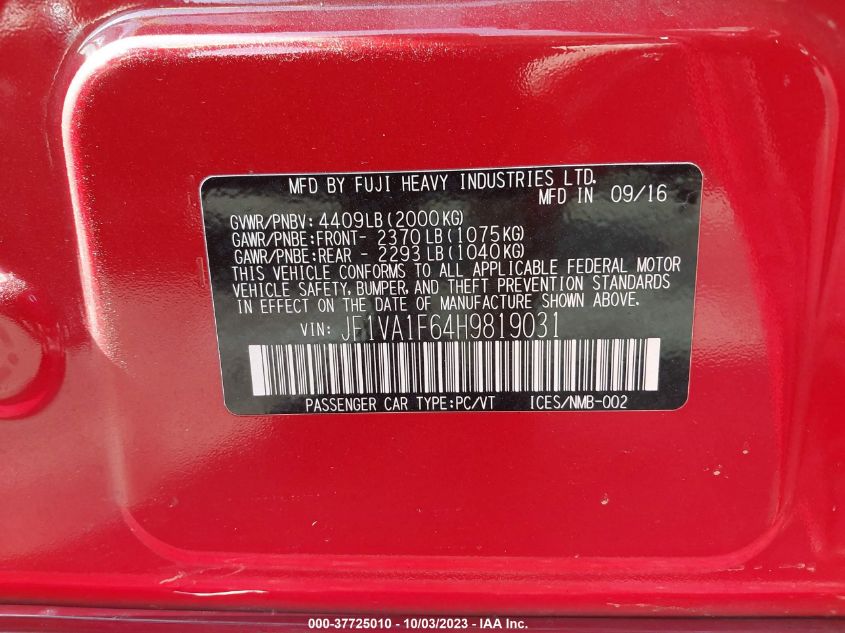 MFD BY FUJI HEAVY INDUSTRIES LTD.
MFD IN 09/16
GVWR/PNBV: 4409LB(2000KG)
GAWR/PNBE:FRONT- 2370LB(1075KG)
GAWR/PNBE:REAR - 2293LB(1040KG)
THIS VEHICLE CONFORMS TO ALL APPLICABLE FEDERAL MOTOR
VEHICLE SAFETY, BUMPER, AND THEFT PREVENTION STANDARDS
IN EFFECT ON THE DATE OF MANUFACTURE SHOWN ABOVE.
VIN: JF1VA1F64H9819031
PASSENGER CAR TYPE:PC/VT ICES/NMB-002
000-37725010 - 10/03/2023 - IAA Inc.